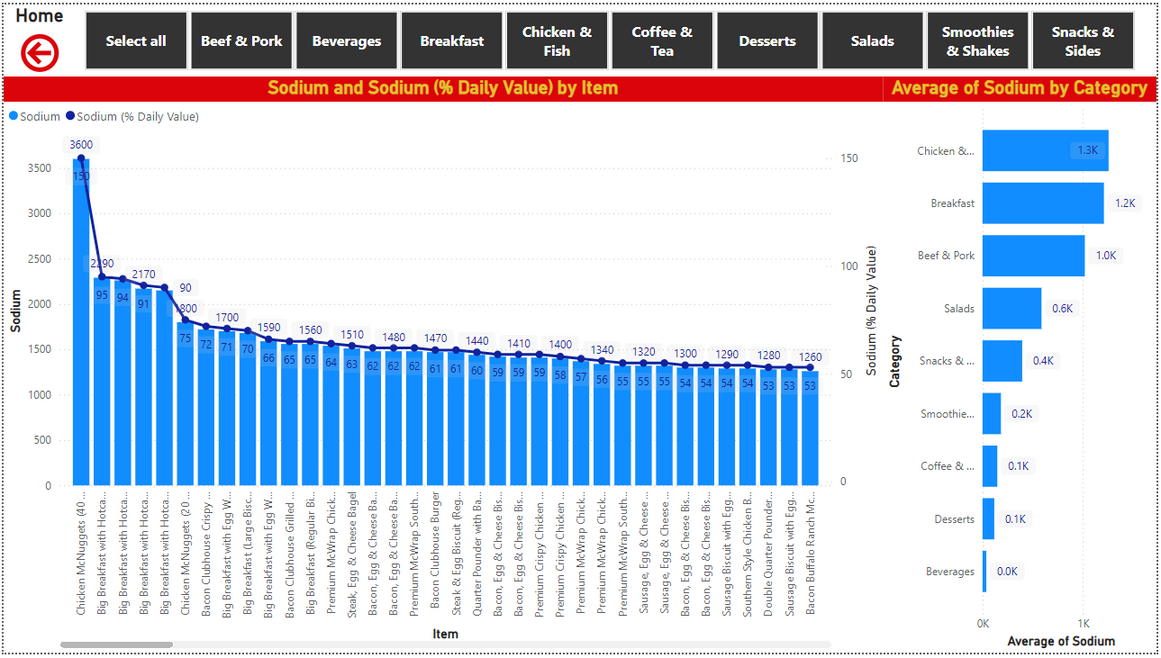 Home
Select all
Beef & Pork
Beverages
Breakfast
Chicken &
Fish
Coffee &
Tea
Desserts
Salads
Smoothies
& Shakes
Snacks &
Sides
Sodium and Sodium (% Daily Value) by Item
Sodium Sodium (% Daily Value)
Sodium
3500
3000
2500
2000
1500
1000
500
0
3600
2290
2170
1800
1700
1590
1560
1510
1480
1470
1440
1410
1400
1340
1320
1300
1290
1280
1260
150
95
94
91
90
75
72
71
70
66
65
65
64
63
62
62
62
61
61
60
59
59
59
58
57
56
55
55
55
54
54
54
54
53
53
53
150
100
50
0
Sodium (% Daily Value)
Chicken McNuggets (40 ...
Big Breakfast with Hotca...
Big Breakfast with Hotca...
Big Breakfast with Hotca...
Big Breakfast with Hotca...
Chicken McNuggets (20 ...
Bacon Clubhouse Crispy ...
Big Breakfast with Egg W...
Big Breakfast (Large Bisc...
Big Breakfast with Egg W...
Bacon Clubhouse Grilled ...
Big Breakfast (Regular Bi...
Premium McWrap Chick...
Steak, Egg & Cheese Bagel
Bacon, Egg & Cheese Ba...
Bacon, Egg & Cheese Ba...
Premium McWrap South...
Bacon Clubhouse Burger
Steak & Egg Biscuit (Reg...
Quarter Pounder with Ba...
Bacon, Egg & Cheese Bis...
Bacon, Egg & Cheese Bis...
Premium Crispy Chicken ...
Premium Crispy Chicken ...
Premium McWrap Chick...
Premium McWrap Chick...
Premium McWrap South...
Sausage, Egg & Cheese ...
Sausage, Egg & Cheese ...
Bacon, Egg & Cheese Bis...
Bacon, Egg & Cheese Bis...
Sausage Biscuit with Egg...
Southern Style Chicken B...
Double Quarter Pounder...
Sausage Biscuit with Egg...
Bacon Buffalo Ranch Mc...
Item
Average of Sodium by Category
Category
Chicken &... 1.3K
Breakfast 1.2K
Beef & Pork 1.0K
Salads 0.6K
Snacks & ... 0.4K
Smoothie... 0.2K
Coffee & ... 0.1K
Desserts 0.1K
Beverages 0.0K
0K 1K
Average of Sodium